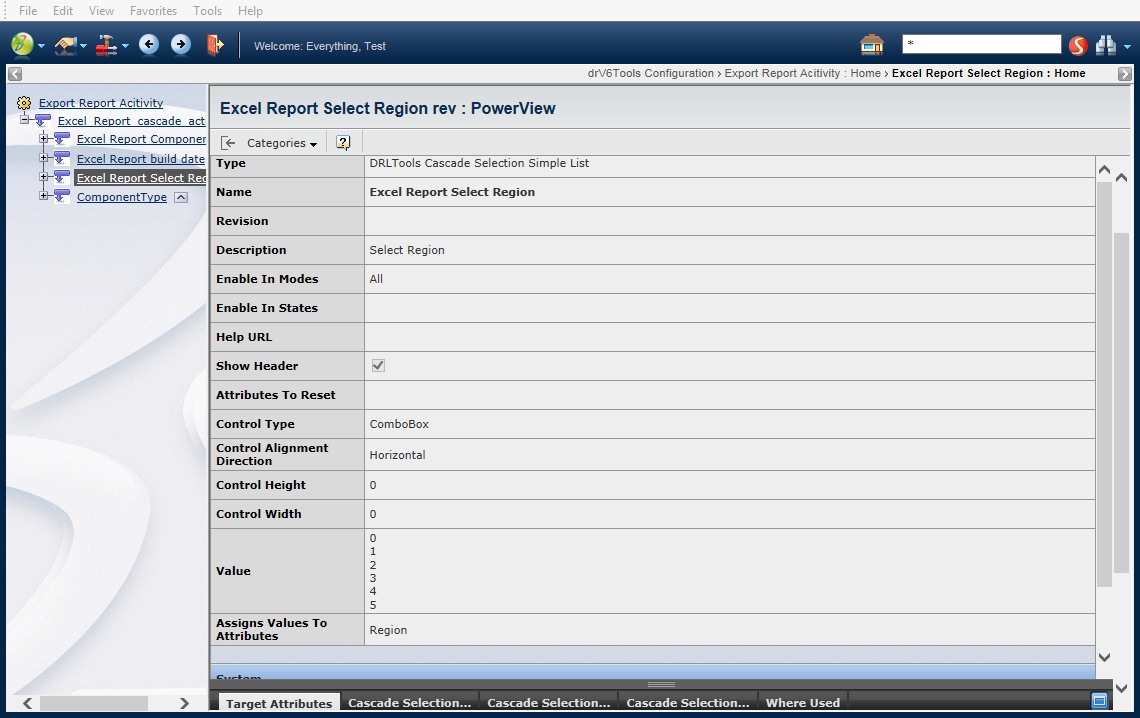 File Edit View Favorites Tools Help
Welcome: Everything, Test
*
drV6Tools Configuration › Export Report Acitivity : Home › Excel Report Select Region : Home
Export Report Acitivity
Excel_Report_cascade_act
Excel Report Componen
Excel Report build date
Excel Report Select Reg
ComponentType
Excel Report Select Region rev : PowerView
Categories
Type DRLTools Cascade Selection Simple List
Name Excel Report Select Region
Revision
Description Select Region
Enable In Modes All
Enable In States
Help URL
Show Header
Attributes To Reset
Control Type ComboBox
Control Alignment
Direction Horizontal
Control Height 0
Control Width 0
Value
0
1
2
3
4
5
Assigns Values To
Attributes Region
System
Target Attributes Cascade Selection... Cascade Selection... Cascade Selection... Where Used